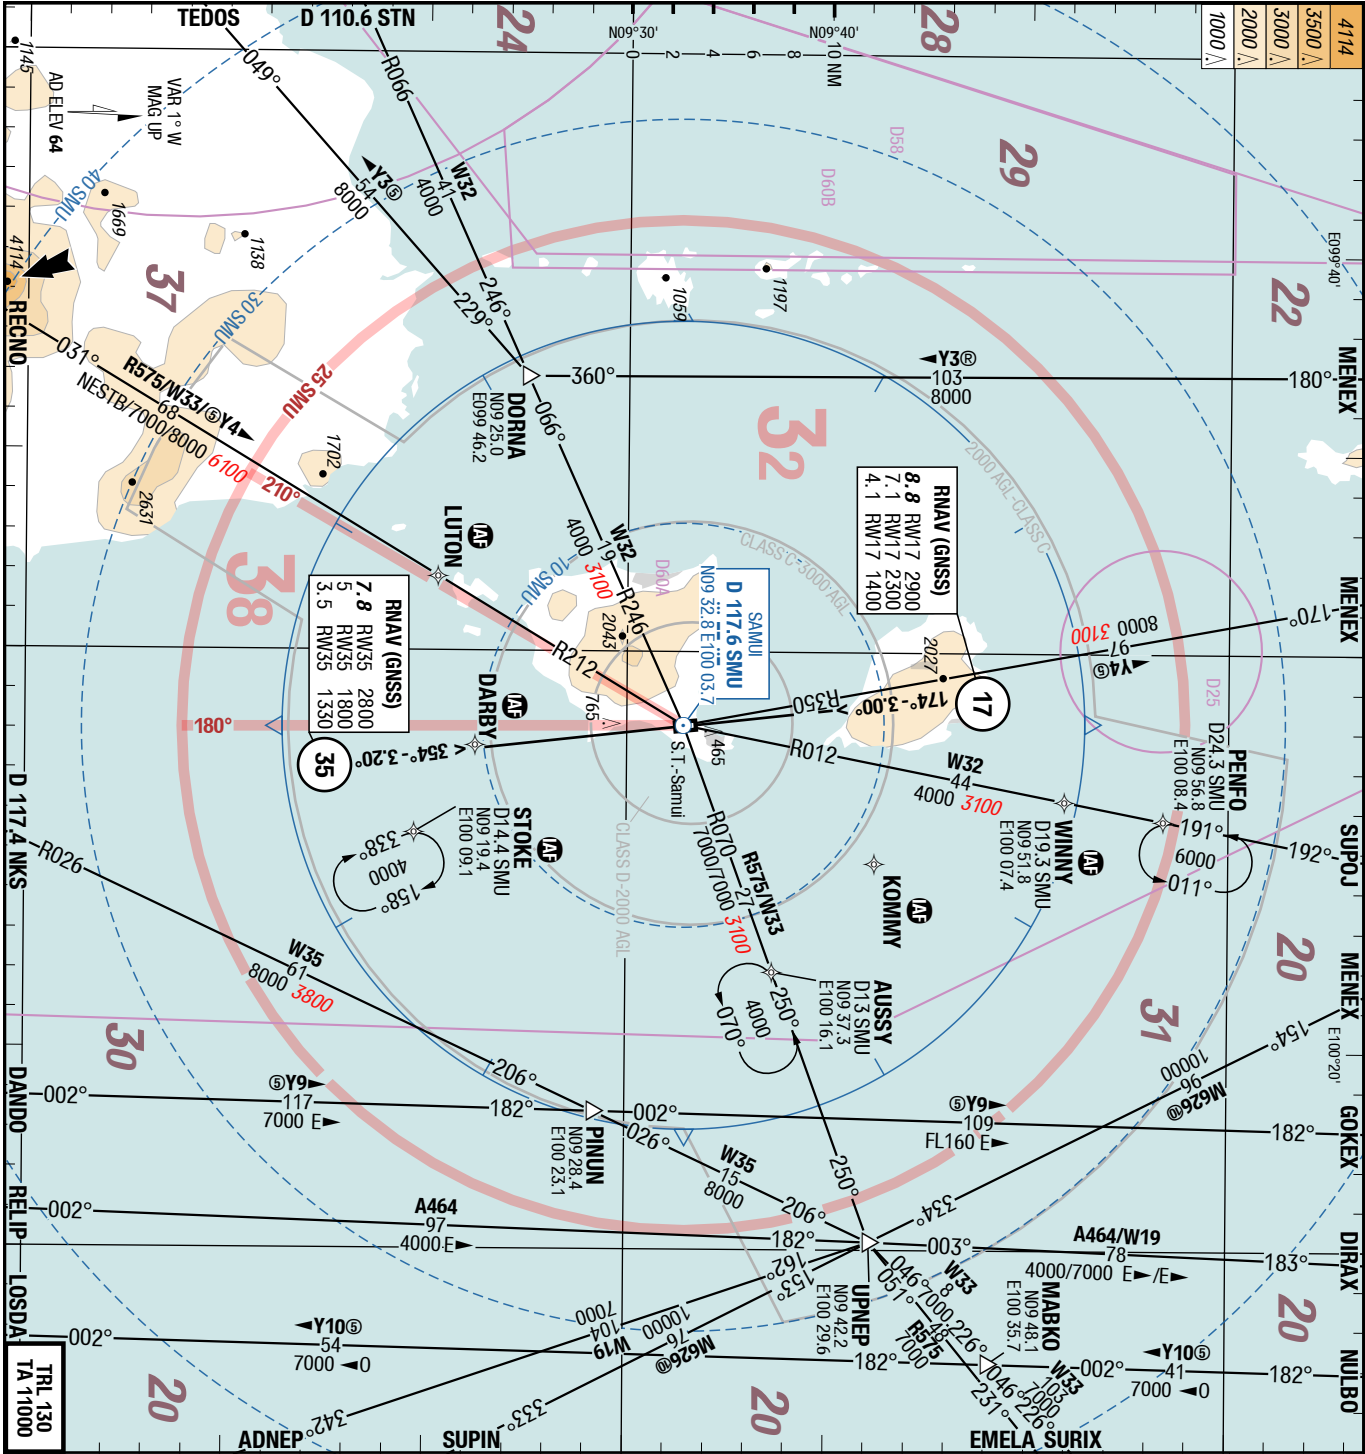 TEDOS
D 110.6 STN
24
N09°30'
N09°40'
0 2 4 6 8 10 NM
28
4114
3500
3000
2000
1000
1145
AD ELEV 64
VAR 1° W
MAG UP
049°
R066
W32
41
4000
Y3⑤
54
8000
D58
D60B
29
E099°40'
22
40 SMU
1669
1138
4114
37
30 SMU
246°
229°
1059
1197
RECNO
031°
R575/W33/⑤Y4
68
NESTB/7000/8000 6100
25 SMU
210°
1702
2631
360°
Y3®
103
8000
180°
MENEX
DORNA
N09 25.0
E099 46.2
066°
32
2000 AGL-CLASS C
CLASS C-3000 AGL
RNAV (GNSS)
8.8 RW17 2900
7.1 RW17 2300
4.1 RW17 1400
17
IAF
LUTON
38
10 SMU
W32
19
4000 3100
R246
2043
D60A
SAMUI
D 117.6 SMU
N09 32.8 E100 03.7
R212
RNAV (GNSS)
7.8 RW35 2800
5 RW35 1800
3.5 RW35 1330
35
IAF
DARBY
765
465
S.T.-Samui
2027
R350
174°-3.00°
MENEX
170°
8000
3100
97
Y4⑤
D25
180°
354°-3.20°
R012
W32
44
4000 3100
PENFO
D24.3 SMU
N09 56.8
E100 08.4
191°
6000
011°
192°
SUPOJ
IAF
WINNY
D19.3 SMU
N09 51.8
E100 07.4
IAF
STOKE
D14.4 SMU
N09 19.4
E100 09.1
338°
4000
158°
CLASS D-2000 AGL
IAF
KOMMY
R070
7000/7000 3100
27
R575/W33
AUSSY
D13 SMU
N09 37.3
E100 16.1
250°
4000
070°
D 117.4 NKS
R026
W35
61
8000 3800
206°
30
31
20
MENEX
E100°20'
154°
10000
96
M626⑩
DANDO
002°
⑤Y9
117
7000 E
182°
PINUN
N09 28.4
E100 23.1
002°
026°
⑤Y9
109
FL160 E
182°
GOKEX
W35
15
8000
206°
250°
334°
RELIP
002°
A464
97
4000 E
182°
003°
A464/W19
78
4000/7000 E/E
183°
DIRAX
UPNEP
N09 42.2
E100 29.6
162°
153°
7000
104
W19
10000
76
M626⑩
046°
051°
W33
8
7000
226°
48
R575
7000
MABKO
N09 48.1
E100 35.7
LOSDA
002°
Y10⑤
54
7000 O
182°
002°
Y10⑤
41
7000 O
182°
NULBO
W33
103
7000
046°
226°
231°
20
20
20
342°
333°
ADNEP
SUPIN
EMELA
SURIX
TRL 130
TA 11000